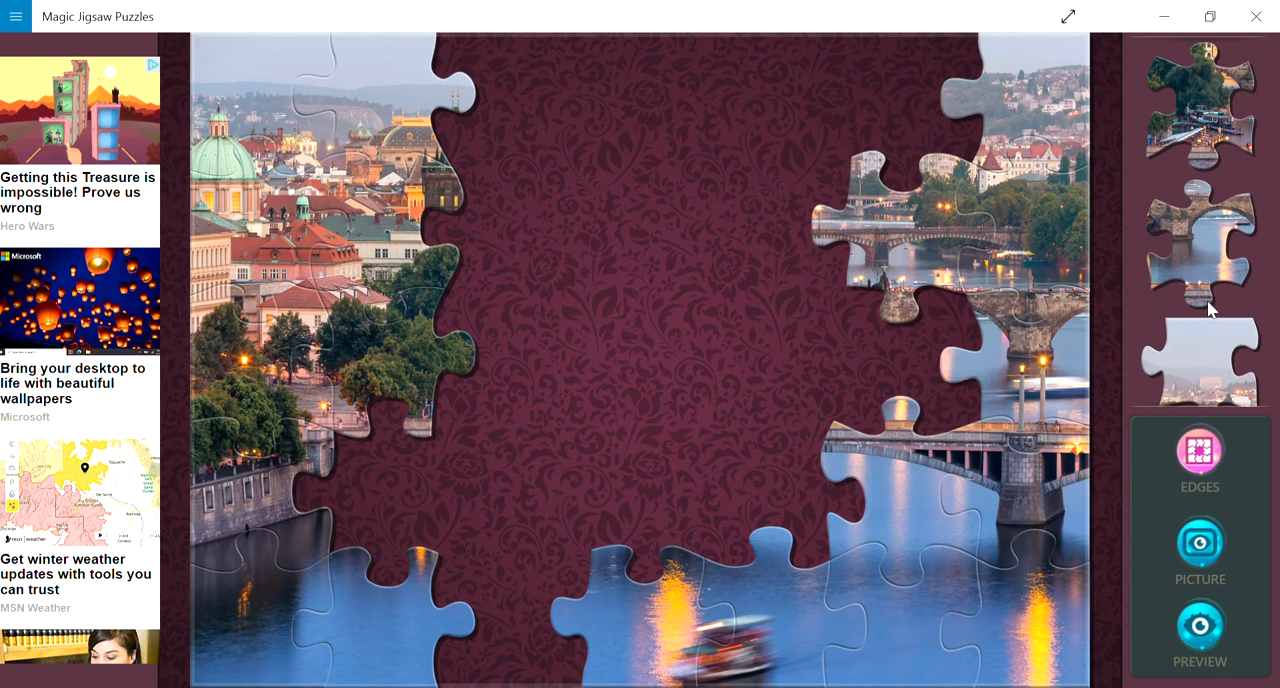 Magic Jigsaw Puzzles
Getting this Treasure is
impossible! Prove us
wrong
Hero Wars
Microsoft
Bring your desktop to
life with beautiful
wallpapers
Microsoft
Get winter weather
updates with tools you
can trust
MSN Weather
EDGES
PICTURE
PREVIEW